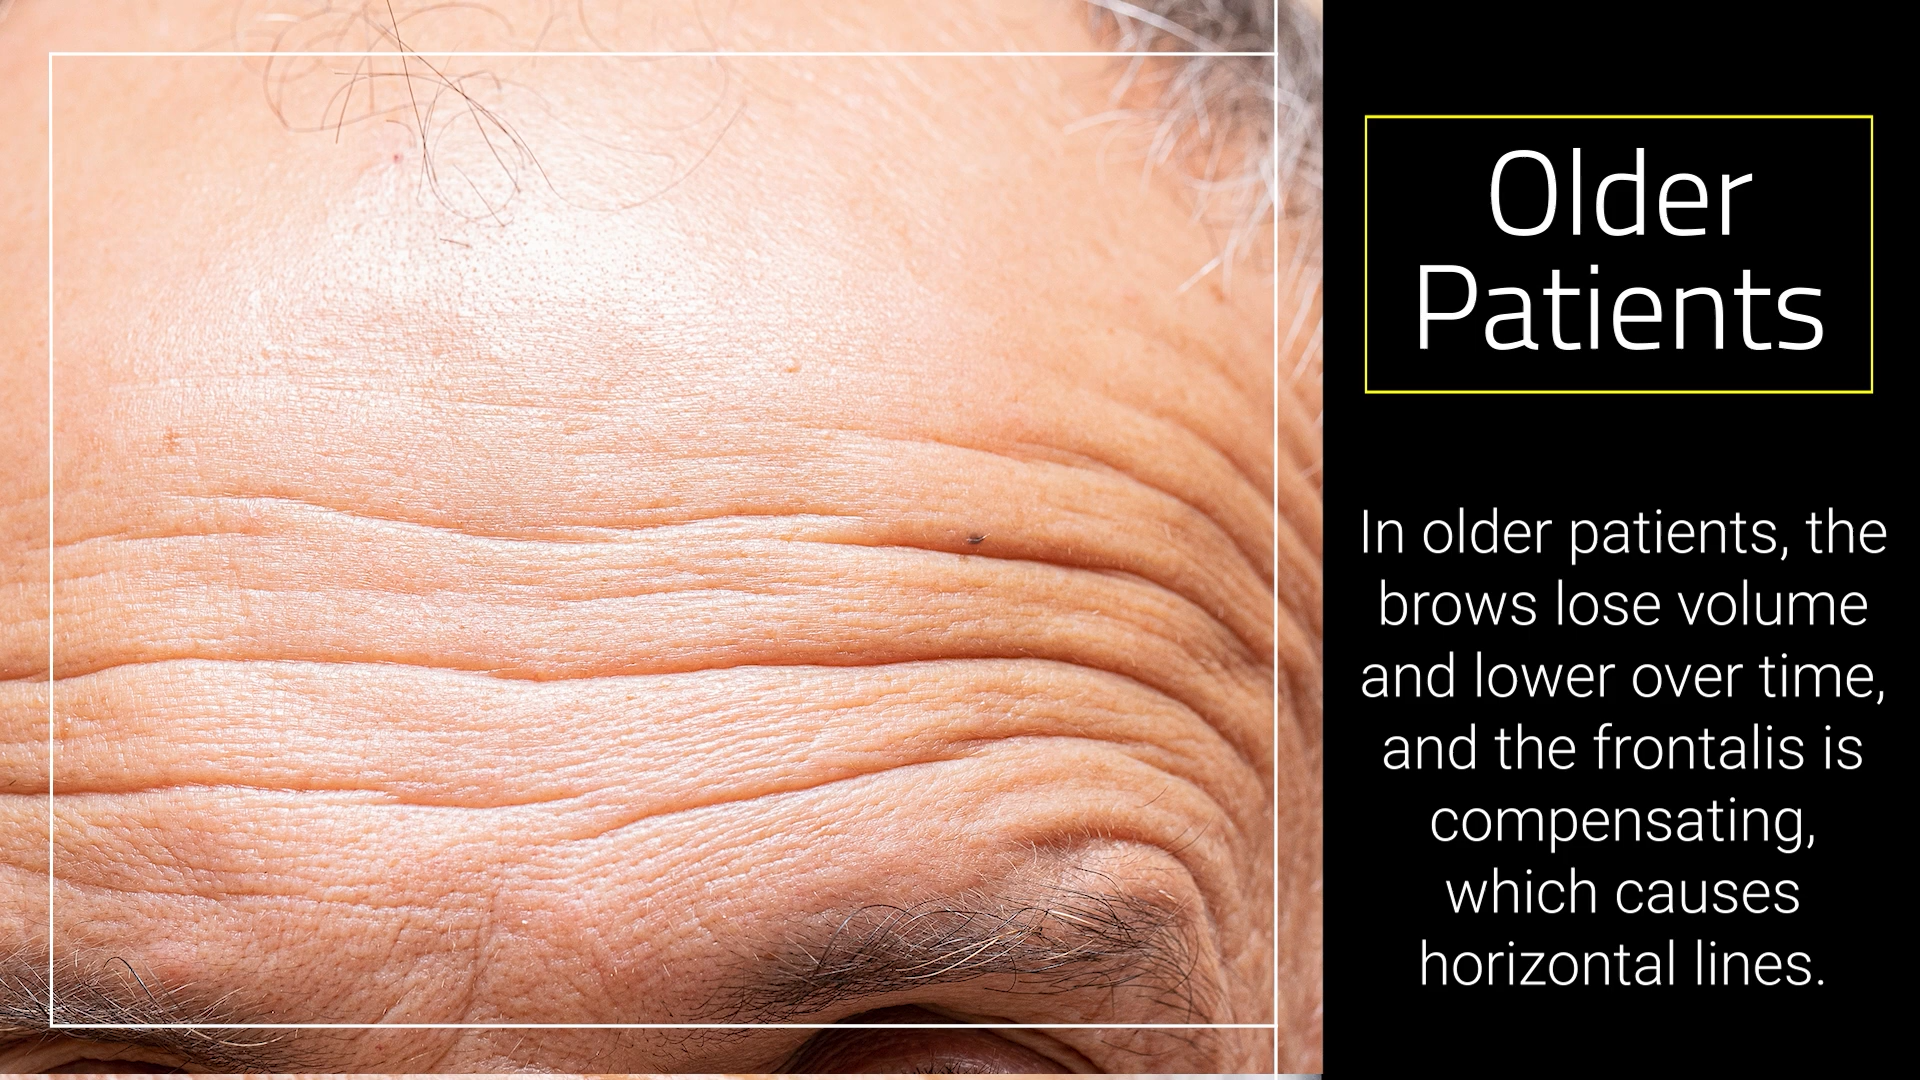 Older
Patients
In older patients, the
brows lose volume
and lower over time,
and the frontalis is
compensating,
which causes
horizontal lines.